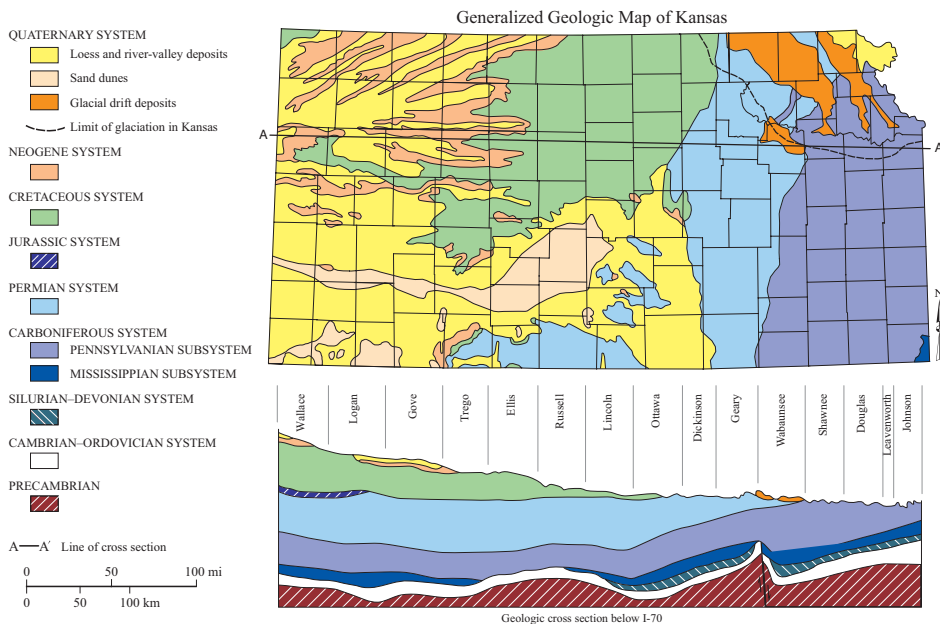 Generalized Geologic Map of Kansas
QUATERNARY SYSTEM
Loess and river-valley deposits
Sand dunes
Glacial drift deposits
Limit of glaciation in Kansas
NEOGENE SYSTEM
CRETACEOUS SYSTEM
JURASSIC SYSTEM
PERMIAN SYSTEM
CARBONIFEROUS SYSTEM
PENNSYLVANIAN SUBSYSTEM
MISSISSIPPIAN SUBSYSTEM
SILURIAN–DEVONIAN SYSTEM
CAMBRIAN–ORDOVICIAN SYSTEM
PRECAMBRIAN
A A′ Line of cross section
0 50 100 mi
0 50 100 km
A
A
N
Wallace
Logan
Gove
Trego
Ellis
Russell
Lincoln
Ottawa
Dickinson
Geary
Wabaunsee
Shawnee
Douglas
Leavenworth
Johnson
Geologic cross section below I-70